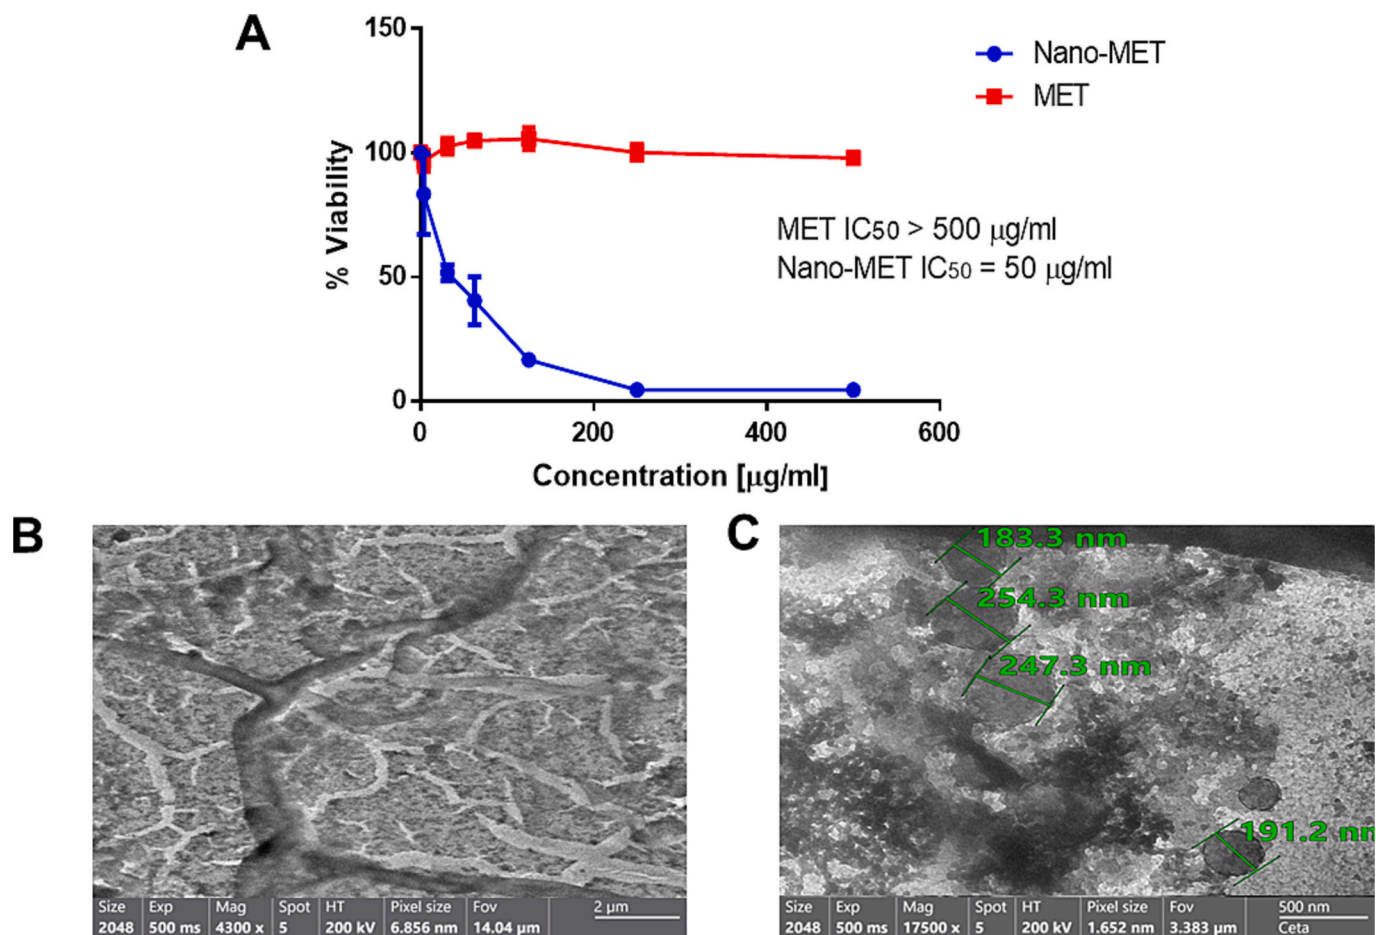 A
150
100
50
0
% Viability
0 200 400 600
Concentration [μg/ml]
Nano-MET
MET
MET IC50 > 500 μg/ml
Nano-MET IC50 = 50 μg/ml
B
Size Exp Mag Spot HT Pixel size Fov 2 μm
2048 500 ms 4300 x 5 200 kV 6.856 nm 14.04 μm
C
183.3 nm
254.3 nm
247.3 nm
191.2 nm
Size Exp Mag Spot HT Pixel size Fov 500 nm
2048 500 ms 17500 x 5 200 kV 1.652 nm 3.383 μm Ceta